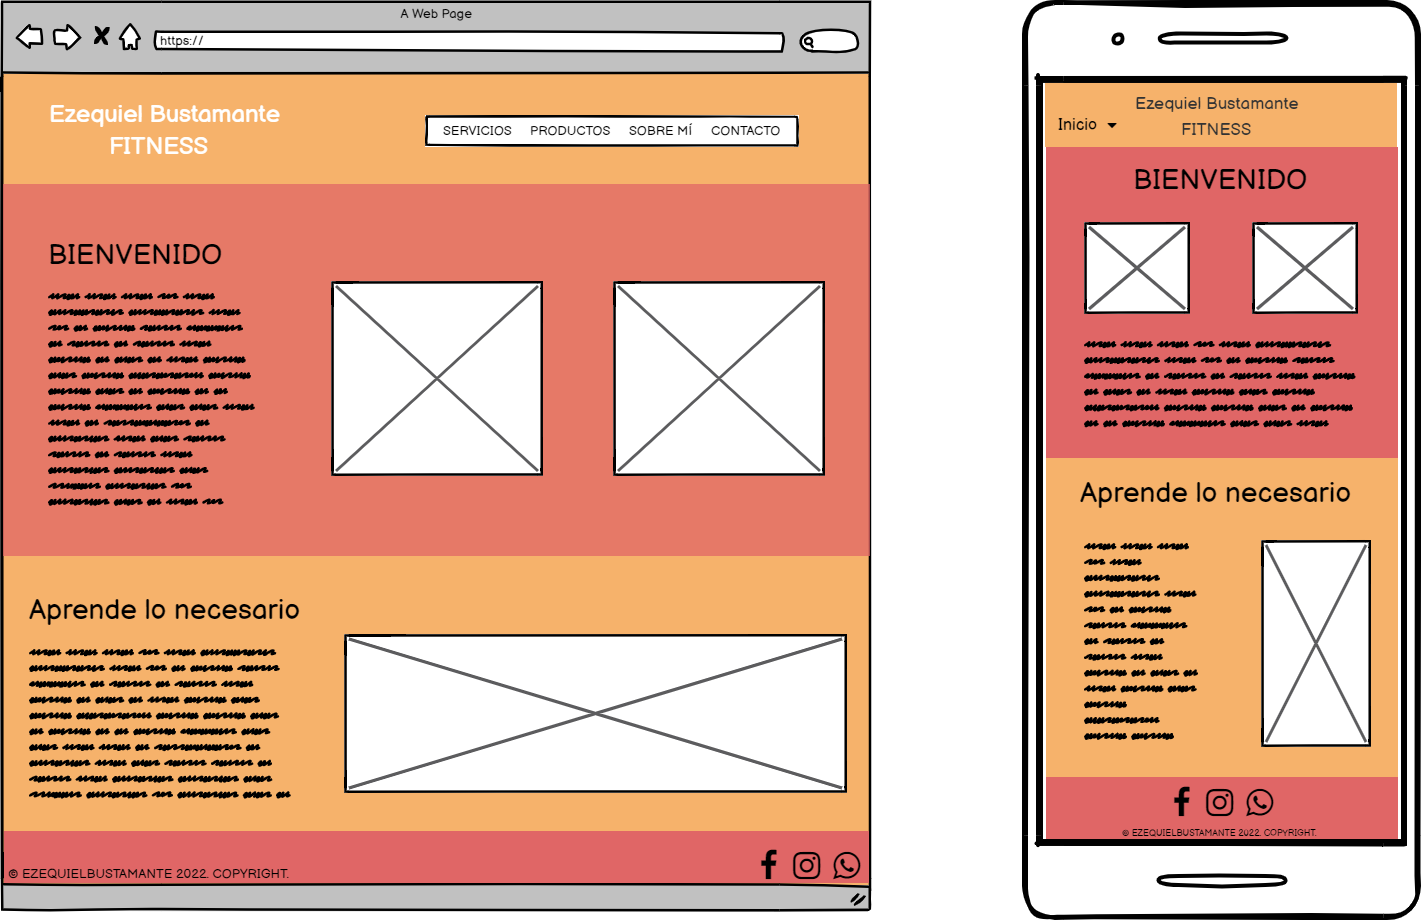 A Web Page
https://
Ezequiel Bustamante
FITNESS
SERVICIOS PRODUCTOS SOBRE MÍ CONTACTO
BIENVENIDO
Aprende lo necesario
© EZEQUIELBUSTAMANTE 2022. COPYRIGHT.
Ezequiel Bustamante
Inicio
FITNESS
BIENVENIDO
Aprende lo necesario
© EZEQUIELBUSTAMANTE 2022. COPYRIGHT.